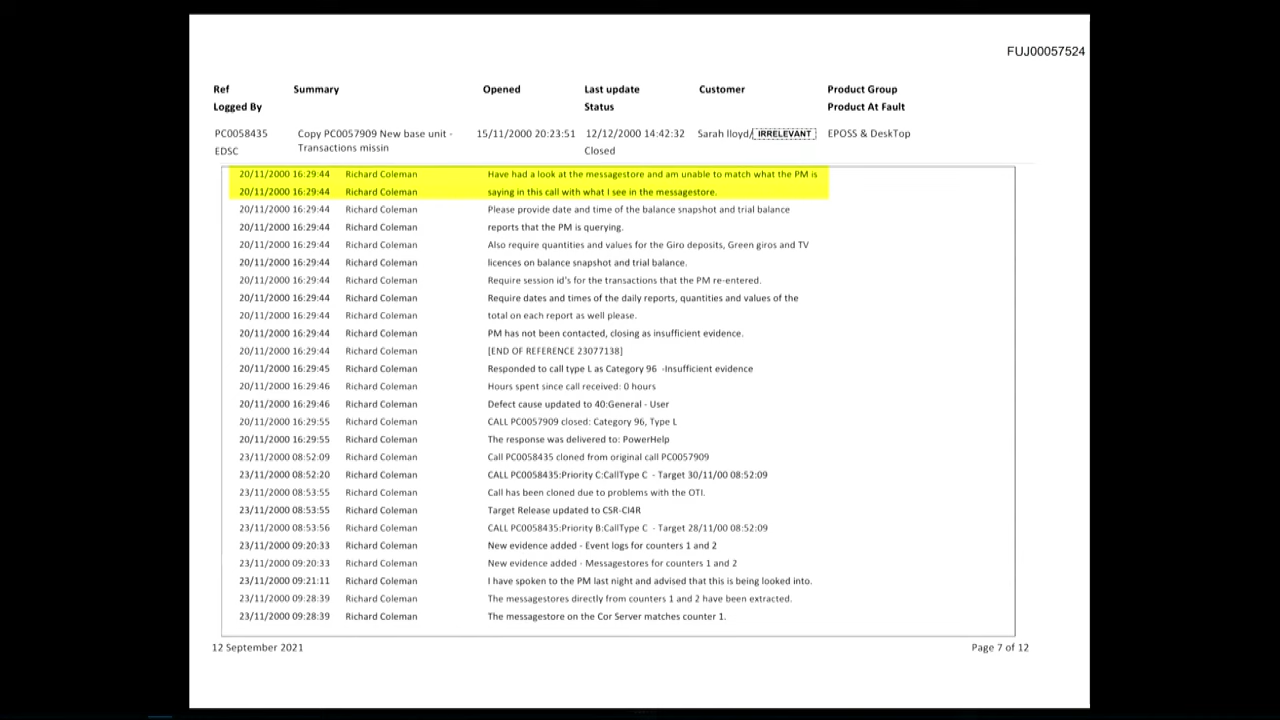 FUJ00057524
Ref Summary Opened Last update Customer Product Group
Logged By Status Product At Fault
PC0058435 Copy PC0057909 New base unit - 15/11/2000 20:23:51 12/12/2000 14:42:32 Sarah lloyd/ IRRELEVANT EPOSS & DeskTop
EDSC Transactions missin Closed
20/11/2000 16:29:44 Richard Coleman Have had a look at the messagestore and am unable to match what the PM is
20/11/2000 16:29:44 Richard Coleman saying in this call with what I see in the messagestore.
20/11/2000 16:29:44 Richard Coleman Please provide date and time of the balance snapshot and trial balance
20/11/2000 16:29:44 Richard Coleman reports that the PM is querying.
20/11/2000 16:29:44 Richard Coleman Also require quantities and values for the Giro deposits, Green giros and TV
20/11/2000 16:29:44 Richard Coleman licences on balance snapshot and trial balance.
20/11/2000 16:29:44 Richard Coleman Require session id's for the transactions that the PM re-entered.
20/11/2000 16:29:44 Richard Coleman Require dates and times of the daily reports, quantities and values of the
20/11/2000 16:29:44 Richard Coleman total on each report as well please.
20/11/2000 16:29:44 Richard Coleman PM has not been contacted, closing as insufficient evidence.
20/11/2000 16:29:44 Richard Coleman [END OF REFERENCE 23077138]
20/11/2000 16:29:45 Richard Coleman Responded to call type L as Category 96 -Insufficient evidence
20/11/2000 16:29:46 Richard Coleman Hours spent since call received: 0 hours
20/11/2000 16:29:46 Richard Coleman Defect cause updated to 40:General - User
20/11/2000 16:29:55 Richard Coleman CALL PC0057909 closed: Category 96, Type L
20/11/2000 16:29:55 Richard Coleman The response was delivered to: PowerHelp
23/11/2000 08:52:09 Richard Coleman Call PC0058435 cloned from original call PC0057909
23/11/2000 08:52:20 Richard Coleman CALL PC0058435:Priority C:CallType C - Target 30/11/00 08:52:09
23/11/2000 08:53:55 Richard Coleman Call has been cloned due to problems with the OTI.
23/11/2000 08:53:55 Richard Coleman Target Release updated to CSR-CI4R
23/11/2000 08:53:56 Richard Coleman CALL PC0058435:Priority B:CallType C - Target 28/11/00 08:52:09
23/11/2000 09:20:33 Richard Coleman New evidence added - Event logs for counters 1 and 2
23/11/2000 09:20:33 Richard Coleman New evidence added - Messagestores for counters 1 and 2
23/11/2000 09:21:11 Richard Coleman I have spoken to the PM last night and advised that this is being looked into.
23/11/2000 09:28:39 Richard Coleman The messagestores directly from counters 1 and 2 have been extracted.
23/11/2000 09:28:39 Richard Coleman The messagestore on the Cor Server matches counter 1.
12 September 2021 Page 7 of 12